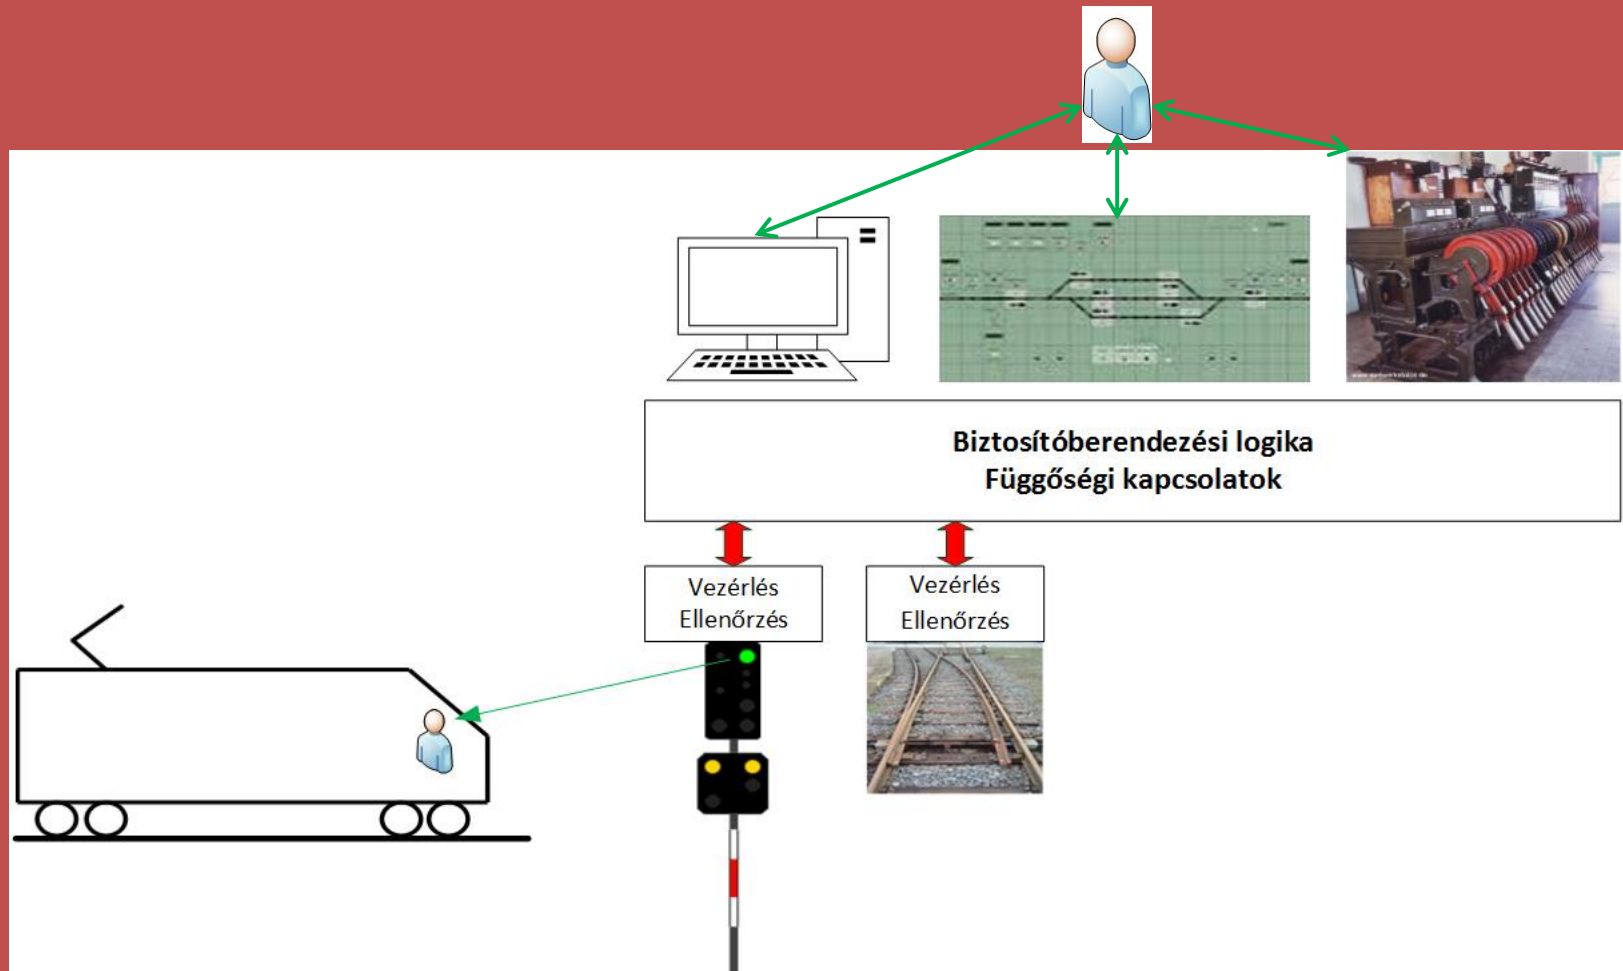 Biztosítóberendezési logika
Függőségi kapcsolatok
Vezérlés
Ellenőrzés
Vezérlés
Ellenőrzés